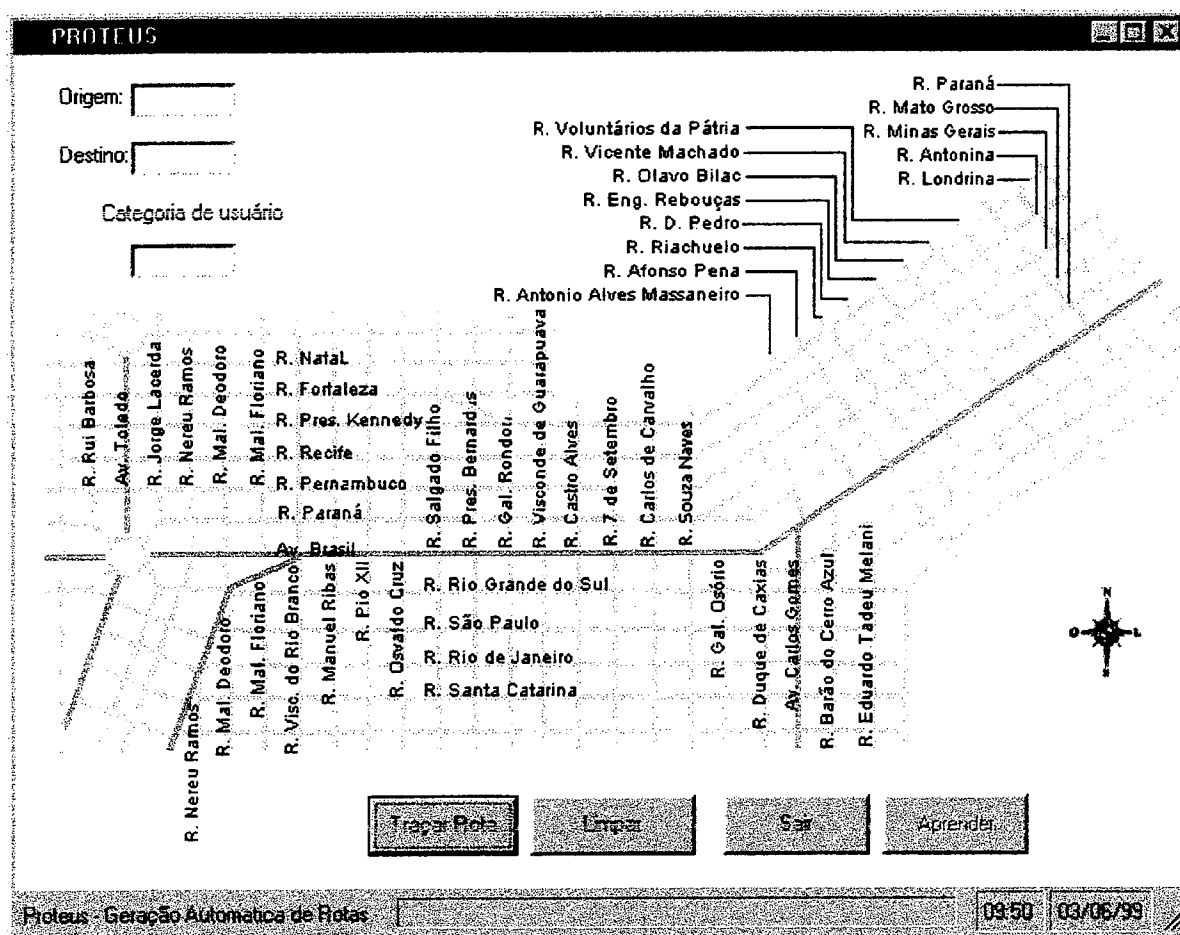 PROTEUS
Origem:
Destino:
Categoria de usuário
R. Paraná
R. Mato Grosso
R. Minas Gerais
R. Antonina
R. Londrina
R. Voluntários da Pátria
R. Vicente Machado
R. Olavo Bilac
R. Eng. Rebouças
R. D. Pedro
R. Riachuelo
R. Afonso Pena
R. Antonio Alves Massaneiro
R. Rui Barbosa
Av. Toledo
R. Jorge Lacerda
R. Nereu Ramos
R. Mal. Deodoro
R. Mal. Floriano
R. Natal
R. Fortaleza
R. Pres. Kennedy
R. Recife
R. Pernambuco
R. Paraná
Av. Brasil
R. Salgado Filho
R. Pres. Bernardes
R. Gal. Rondon
R. Visconde de Guarapuava
R. Castro Alves
R. 7 de Setembro
R. Carlos de Carvalho
R. Souza Naves
R. Nereu Ramos
R. Mal. Deodoro
R. Mal. Floriano
R. Visc. do Rio Branco
R. Manuel Ribas
R. Pio XII
R. Osvaldo Cruz
R. Rio Grande do Sul
R. São Paulo
R. Rio de Janeiro
R. Santa Catarina
R. Gal. Osório
R. Duque de Caxias
Av. Carlos Gomes
R. Barão do Cerro Azul
R. Eduardo Tadeu Melani
N
O L
S
Traçar Rota
Limpar
Sair
Aprender
Proteus - Geração Automática de Rotas
09:50
03/06/99